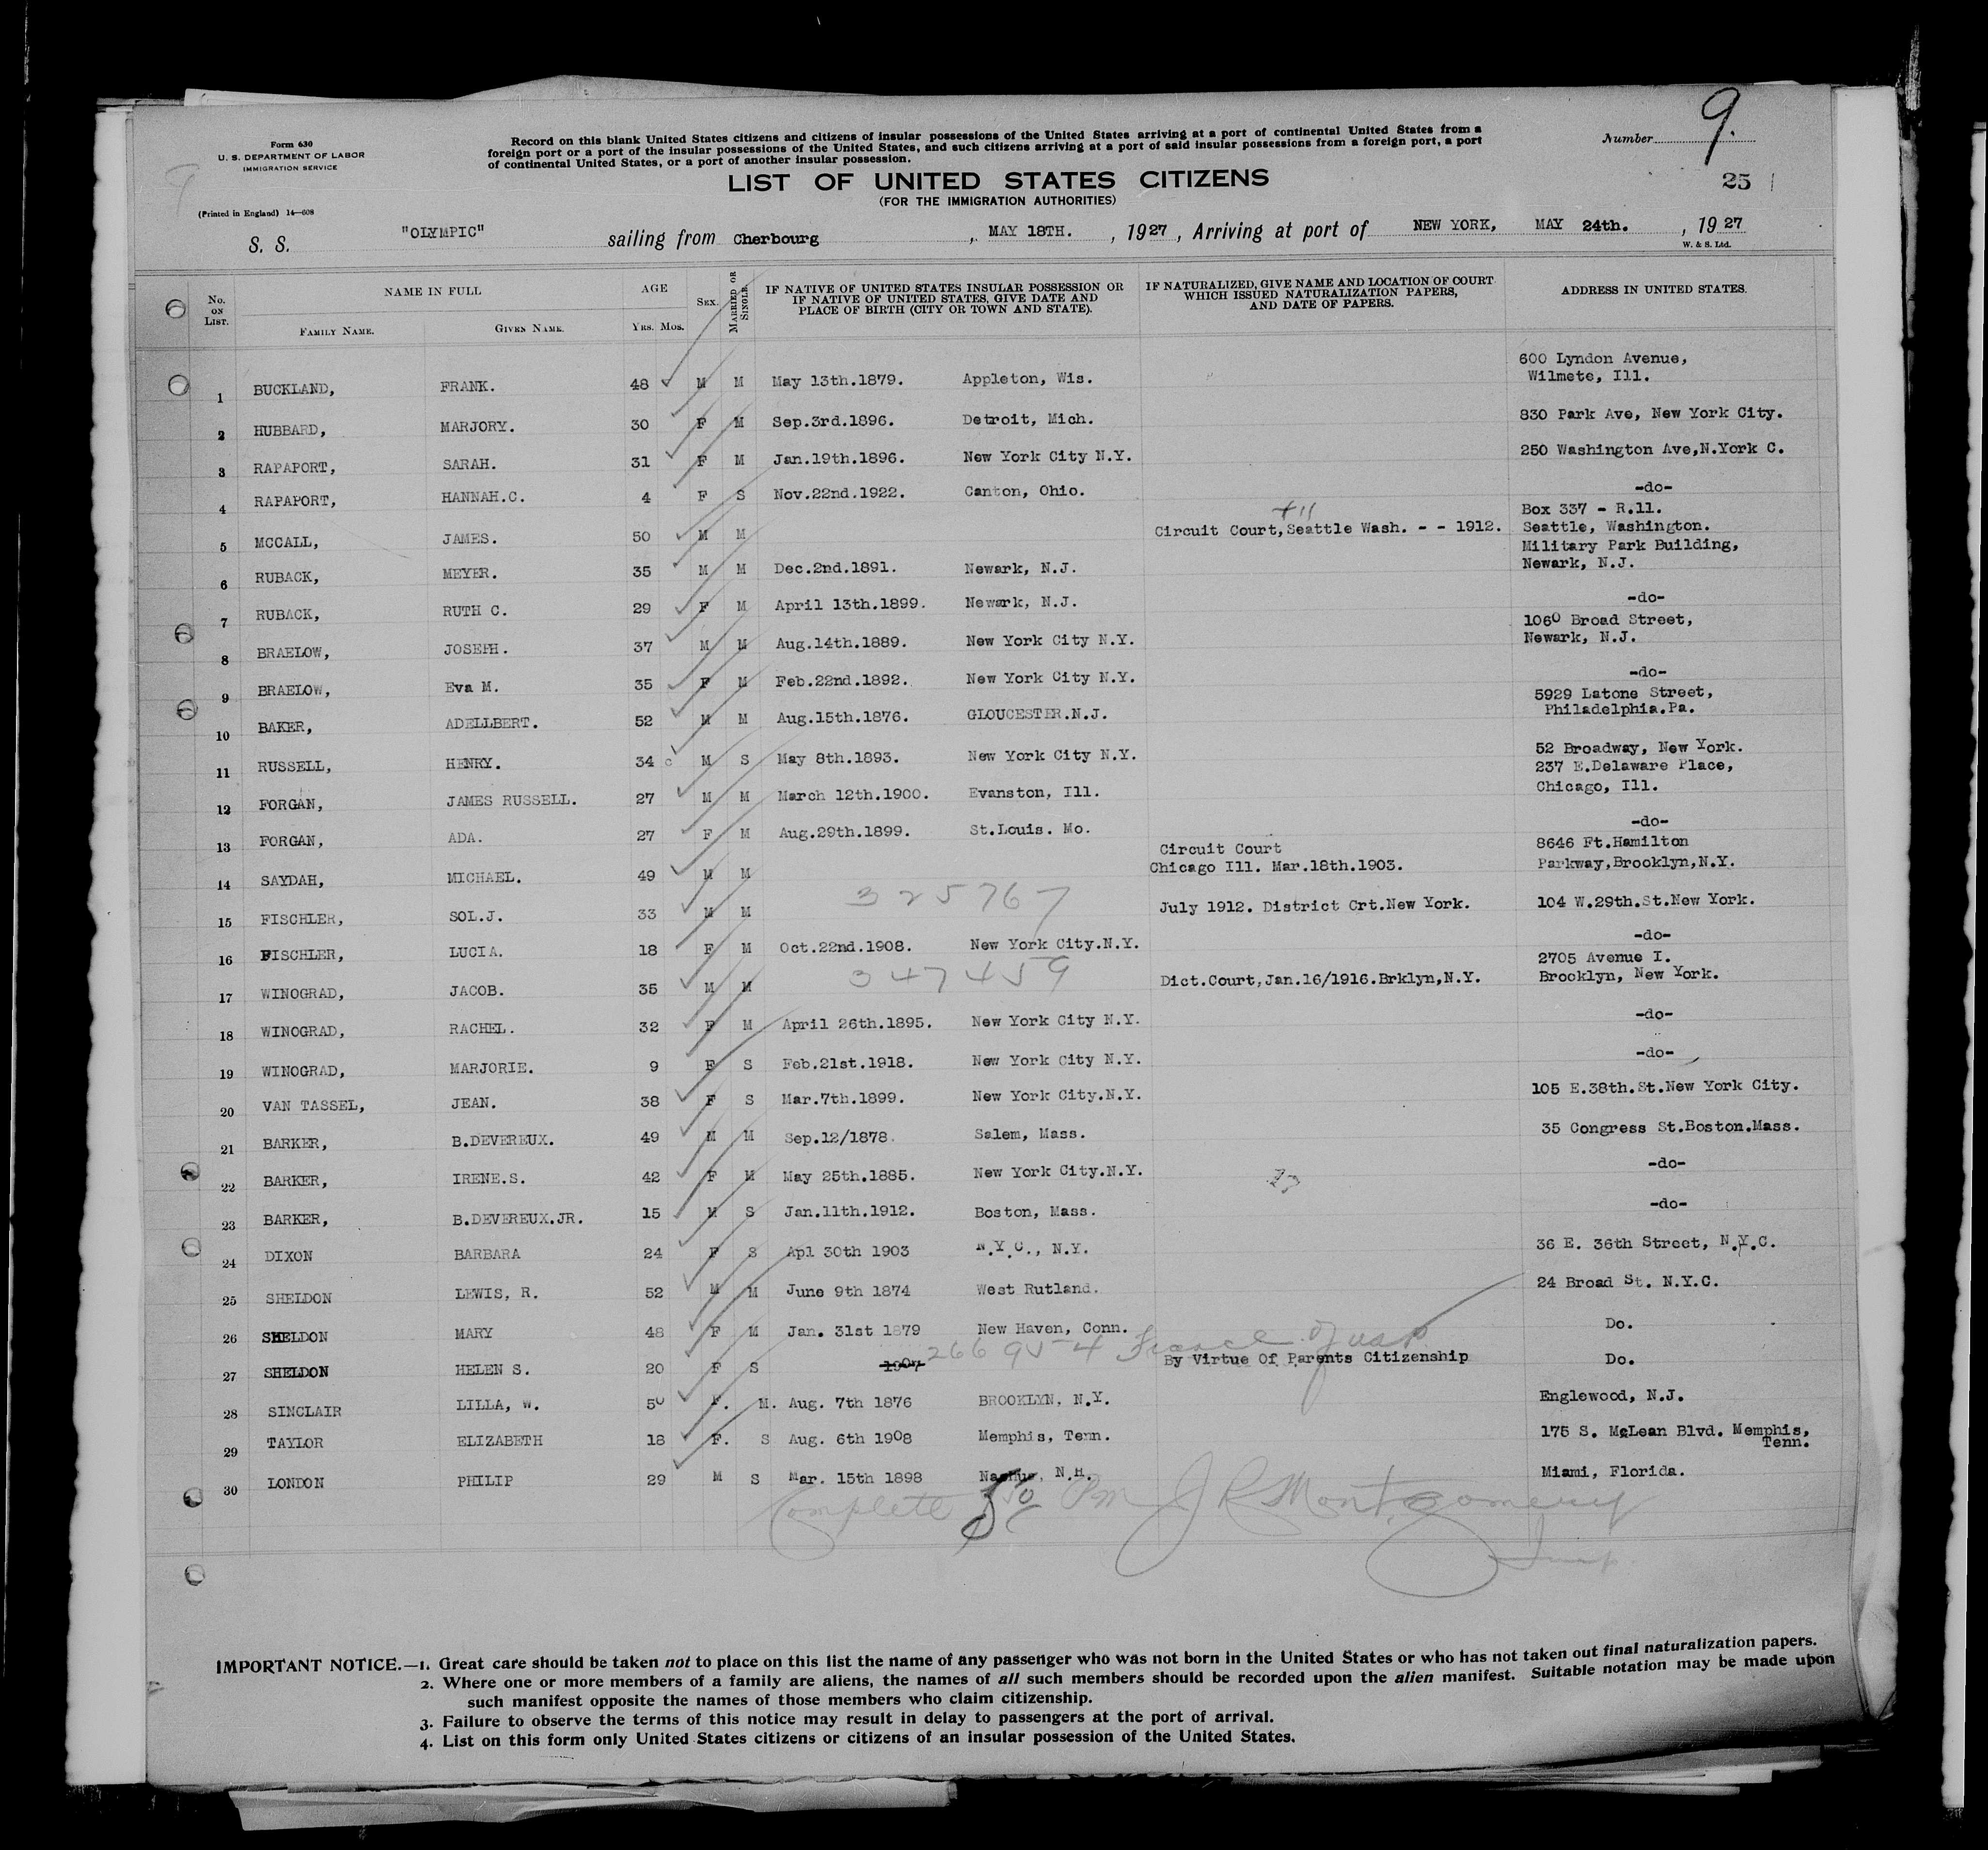 Form 630
U. S. DEPARTMENT OF LABOR
IMMIGRATION SERVICE
(Printed in England) 14—608
Record on this blank United States citizens and citizens of insular possessions of the United States arriving at a port of continental United States from a
foreign port or a port of the insular possessions of the United States, and such citizens arriving at a port of said insular possessions from a foreign port, a port
of continental United States, or a port of another insular possession.
Number 9.
LIST OF UNITED STATES CITIZENS
25
(FOR THE IMMIGRATION AUTHORITIES)
S. S. "OLYMPIC" sailing from Cherbourg, MAY 18TH., 1927, Arriving at port of NEW YORK, MAY 24th., 1927
W. & S. Ltd.
No. ON LIST. NAME IN FULL FAMILY NAME. GIVEN NAME. AGE YRS. MOS. SEX. MARRIED OR SINGLE. IF NATIVE OF UNITED STATES INSULAR POSSESSION OR IF NATIVE OF UNITED STATES, GIVE DATE AND PLACE OF BIRTH (CITY OR TOWN AND STATE). IF NATURALIZED, GIVE NAME AND LOCATION OF COURT WHICH ISSUED NATURALIZATION PAPERS, AND DATE OF PAPERS. ADDRESS IN UNITED STATES.
1 BUCKLAND, FRANK. 48 M M May 13th.1879. Appleton, Wis. 600 Lyndon Avenue, Wilmete, Ill.
2 HUBBARD, MARJORY. 30 F M Sep.3rd.1896. Detroit, Mich. 830 Park Ave, New York City.
3 RAPAPORT, SARAH. 31 F M Jan.19th.1896. New York City N.Y. 250 Washington Ave,N.York C.
4 RAPAPORT, HANNAH.C. 4 F S Nov.22nd.1922. Canton, Ohio. -do-
5 MCCALL, JAMES. 50 M M Circuit Court,Seattle Wash. - - 1912. Box 337 - R.11. Seattle, Washington.
6 RUBACK, MEYER. 35 M M Dec.2nd.1891. Newark, N.J. Military Park Building, Newark, N.J.
7 RUBACK, RUTH C. 29 F M April 13th.1899. Newark, N.J. -do-
8 BRAELOW, JOSEPH. 37 M M Aug.14th.1889. New York City N.Y. 1060 Broad Street, Newark, N.J.
9 BRAELOW, Eva M. 35 F M Feb.22nd.1892. New York City N.Y. -do-
10 BAKER, ADELLBERT. 52 M M Aug.15th.1876. GLOUCESTER.N.J. 5929 Latone Street, Philadelphia.Pa.
11 RUSSELL, HENRY. 34 M S May 8th.1893. New York City N.Y. 52 Broadway, New York.
12 FORGAN, JAMES RUSSELL. 27 M M March 12th.1900. Evanston, Ill. 237 E.Delaware Place, Chicago, Ill.
13 FORGAN, ADA. 27 F M Aug.29th.1899. St.Louis. Mo. -do-
14 SAYDAH, MICHAEL. 49 M M Circuit Court Chicago Ill. Mar.18th.1903. 8646 Ft.Hamilton Parkway,Brooklyn,N.Y.
15 FISCHLER, SOL.J. 33 M M 325767 July 1912. District Crt.New York. 104 W.29th.St.New York.
16 FISCHLER, LUCIA. 18 F M Oct.22nd.1908. New York City.N.Y. -do-
17 WINOGRAD, JACOB. 35 M M 347459 Dict.Court,Jan.16/1916.Brklyn,N.Y. 2705 Avenue I. Brooklyn, New York.
18 WINOGRAD, RACHEL. 32 F M April 26th.1895. New York City N.Y. -do-
19 WINOGRAD, MARJORIE. 9 F S Feb.21st.1918. New York City N.Y. -do-
20 VAN TASSEL, JEAN. 38 F S Mar.7th.1899. New York City.N.Y. 105 E.38th.St.New York City.
21 BARKER, B.DEVEREUX. 49 M M Sep.12/1878. Salem, Mass. 35 Congress St.Boston.Mass.
22 BARKER, IRENE.S. 42 F M May 25th.1885. New York City.N.Y. -do-
23 BARKER, B.DEVEREUX.JR. 15 M S Jan.11th.1912. Boston, Mass. -do-
24 DIXON BARBARA 24 F S Apl 30th 1903 N.Y.C., N.Y. 36 E. 36th Street, N.Y.C.
25 SHELDON LEWIS, R. 52 M M June 9th 1874 West Rutland. 24 Broad St. N.Y.C.
26 SHELDON MARY 48 F M Jan. 31st 1879 New Haven, Conn. Do.
27 SHELDON HELEN S. 20 F S 1907 266954 By Virtue Of Parents Citizenship Do.
28 SINCLAIR LILLA, W. 50 F. M. Aug. 7th 1876 BROOKLYN, N.Y. Englewood, N.J.
29 TAYLOR ELIZABETH 18 F. S Aug. 6th 1908 Memphis, Tenn. 175 S. McLean Blvd. Memphis, Tenn.
30 LONDON PHILIP 29 M S Mar. 15th 1898 Nashua, N.H. Miami, Florida.
Complete Pm J R Montgomery
Insp.
IMPORTANT NOTICE.—1. Great care should be taken not to place on this list the name of any passenger who was not born in the United States or who has not taken out final naturalization papers.
2. Where one or more members of a family are aliens, the names of all such members should be recorded upon the alien manifest. Suitable notation may be made upon
such manifest opposite the names of those members who claim citizenship.
3. Failure to observe the terms of this notice may result in delay to passengers at the port of arrival.
4. List on this form only United States citizens or citizens of an insular possession of the United States.